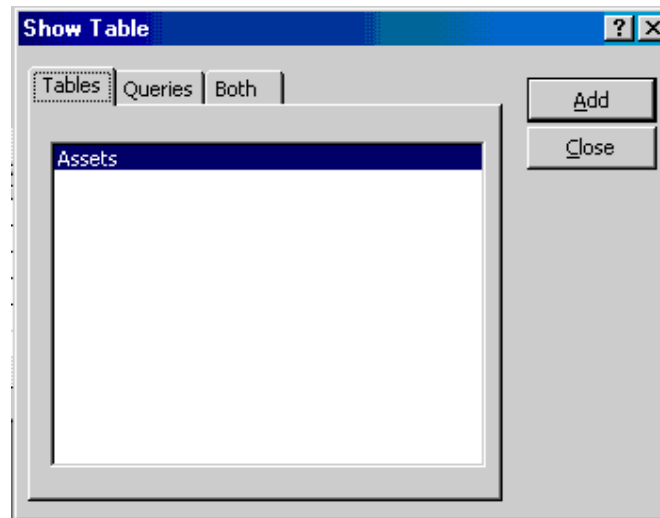 Show Table
Tables Queries Both
Add
Close
Assets